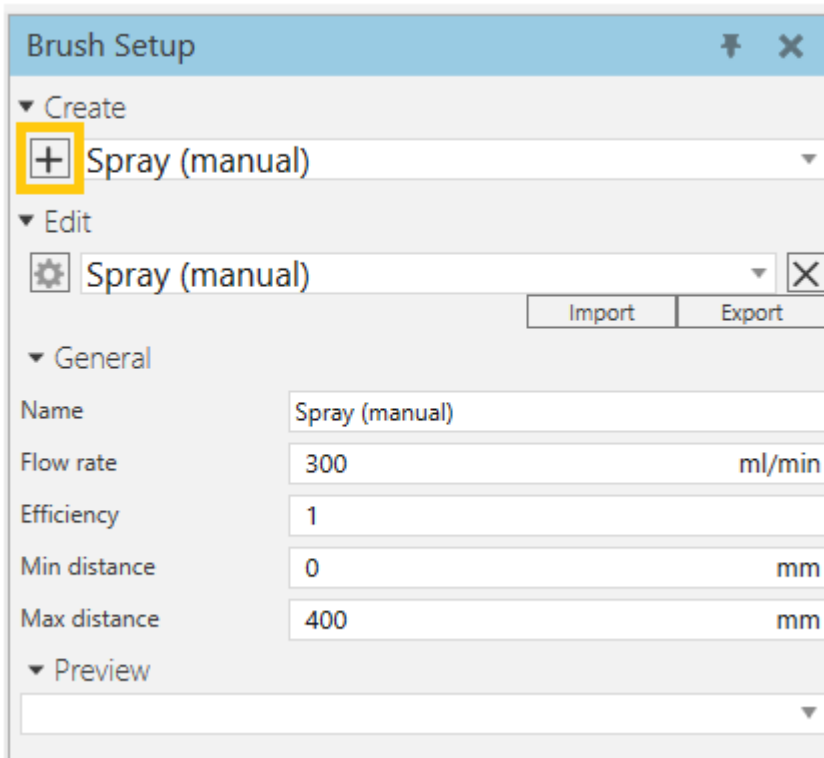 Brush Setup
Create
Spray (manual)
Edit
Spray (manual)
Import Export
General
Name Spray (manual)
Flow rate 300 ml/min
Efficiency 1
Min distance 0 mm
Max distance 400 mm
Preview